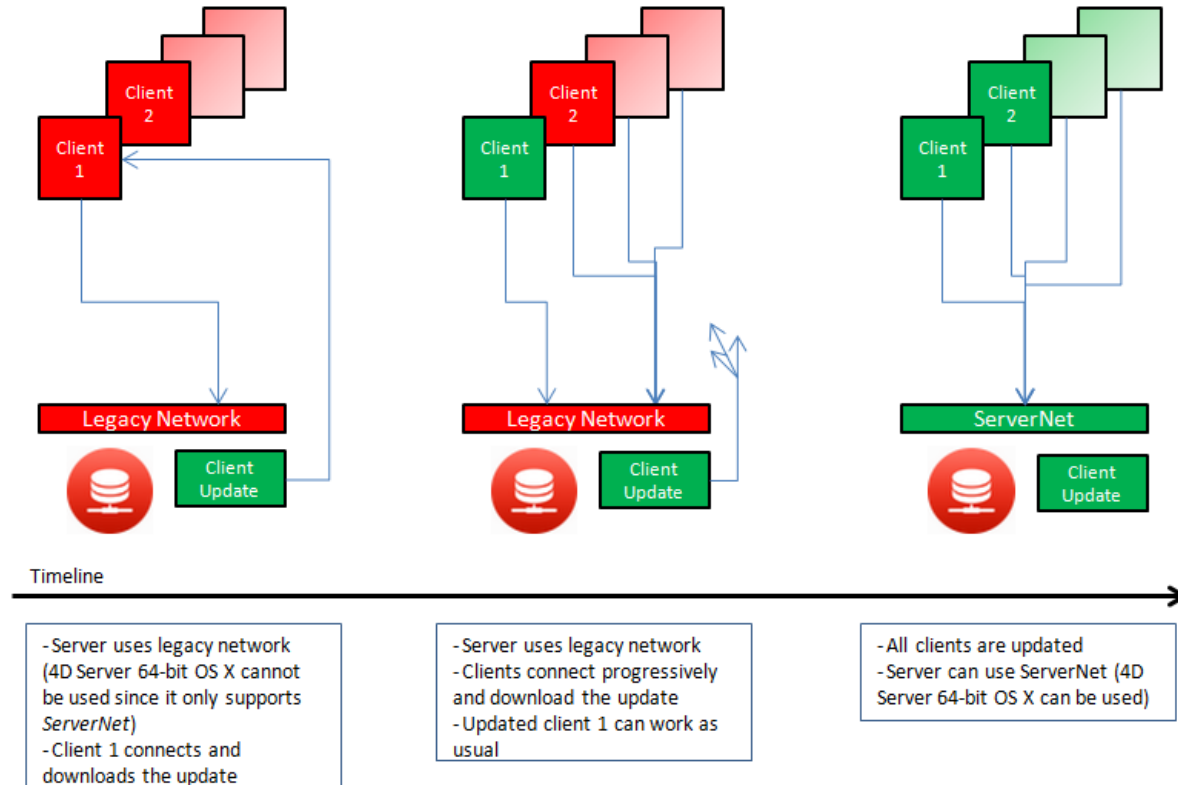 Client
2
Client
1
Legacy Network
Client
Update
Client
2
Client
1
Legacy Network
Client
Update
Client
2
Client
1
ServerNet
Client
Update
Timeline
- Server uses legacy network
(4D Server 64-bit OS X cannot
be used since it only supports
ServerNet)
- Client 1 connects and
downloads the update
- Server uses legacy network
- Clients connect progressively
and download the update
- Updated client 1 can work as
usual
- All clients are updated
- Server can use ServerNet (4D
Server 64-bit OS X can be used)